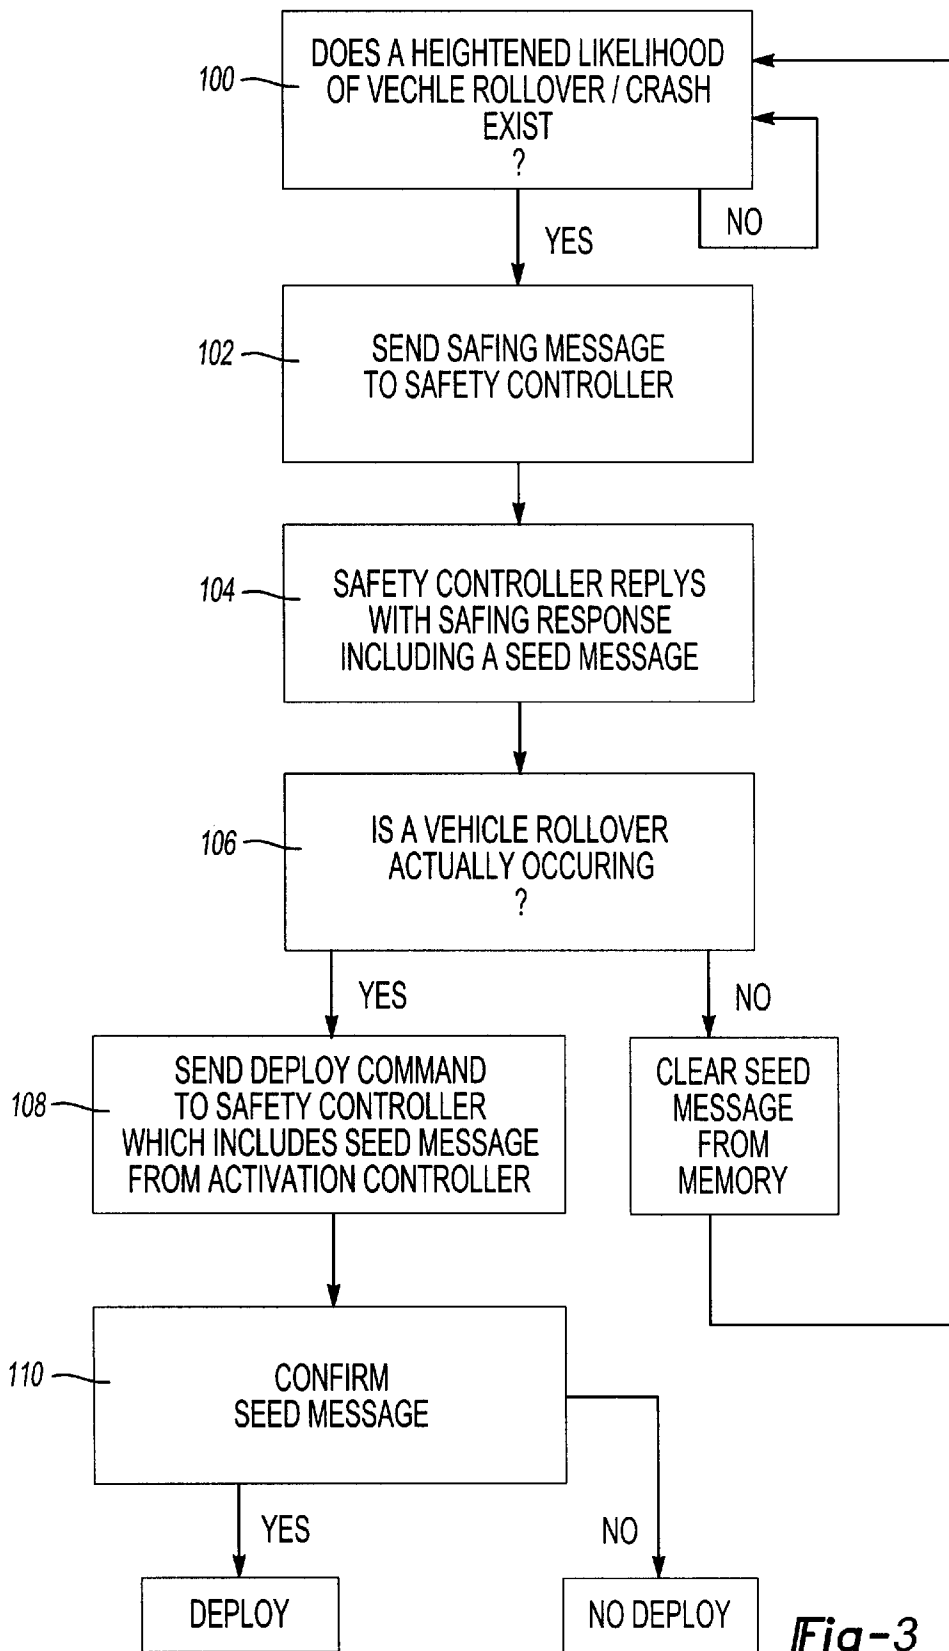 DOES A HEIGHTENED LIKELIHOOD
OF VECHLE ROLLOVER / CRASH
EXIST
?
100
NO
YES
SEND SAFING MESSAGE
TO SAFETY CONTROLLER
102
SAFETY CONTROLLER REPLYS
WITH SAFING RESPONSE
INCLUDING A SEED MESSAGE
104
IS A VEHICLE ROLLOVER
ACTUALLY OCCURING
?
106
YES
NO
SEND DEPLOY COMMAND
TO SAFETY CONTROLLER
WHICH INCLUDES SEED MESSAGE
FROM ACTIVATION CONTROLLER
108
CLEAR SEED
MESSAGE
FROM
MEMORY
CONFIRM
SEED MESSAGE
110
YES
NO
DEPLOY
NO DEPLOY
Fig-3